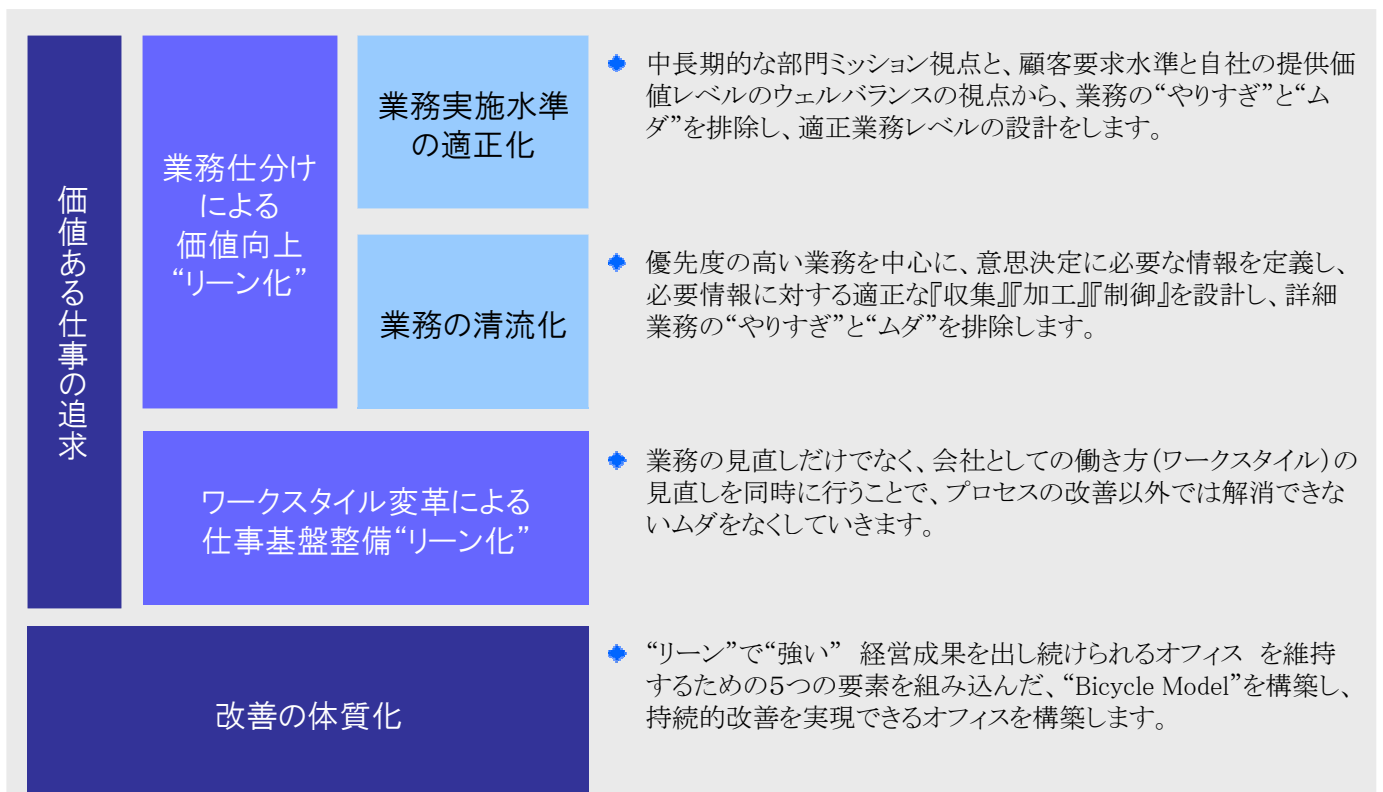 価値ある仕事の追求
業務仕分け
による
価値向上
“リーン化”
業務実施水準
の適正化
中長期的な部門ミッション視点と、顧客要求水準と自社の提供価
値レベルのウェルバランスの視点から、業務の“やりすぎ”と“ム
ダ”を排除し、適正業務レベルの設計をします。
業務の清流化
優先度の高い業務を中心に、意思決定に必要な情報を定義し、
必要情報に対する適正な『収集』『加工』『制御』を設計し、詳細
業務の“やりすぎ”と“ムダ”を排除します。
ワークスタイル変革による
仕事基盤整備“リーン化”
業務の見直しだけでなく、会社としての働き方(ワークスタイル)の
見直しを同時に行うことで、プロセスの改善以外では解消できな
いムダをなくしていきます。
改善の体質化
“リーン”で“強い” 経営成果を出し続けられるオフィス を維持
するための5つの要素を組み込んだ、“Bicycle Model”を構築し、
持続的改善を実現できるオフィスを構築します。